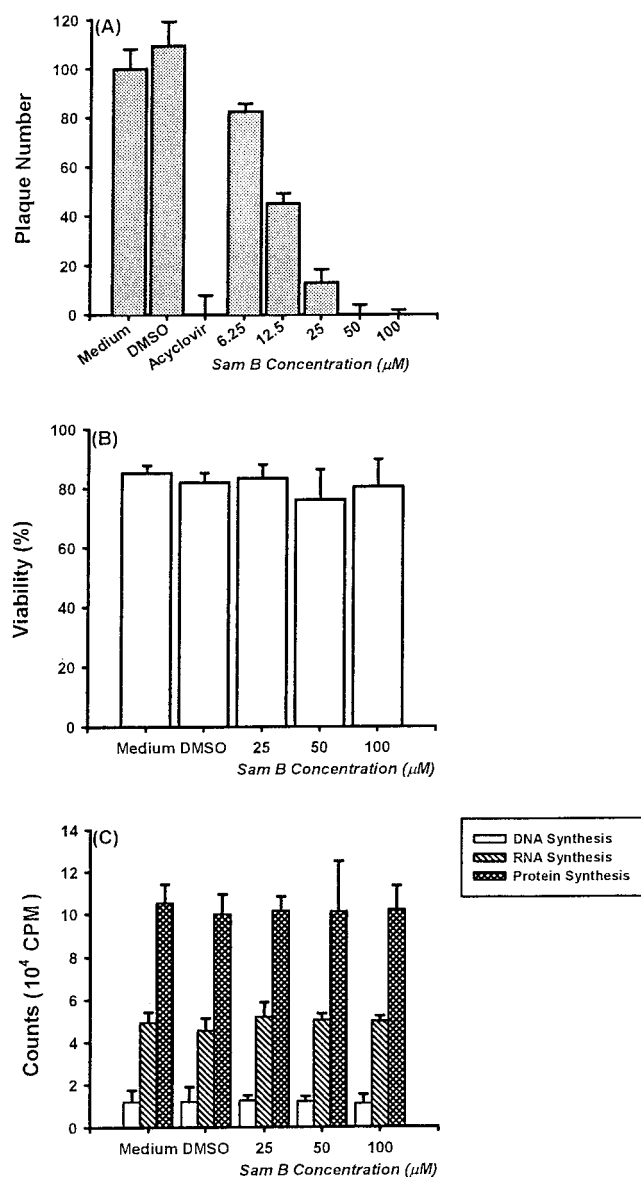 (A)
Plaque Number
120
100
80
60
40
20
0
Medium DMSO Acyclovir 6.25 12.5 25 50 100
Sam B Concentration (μM)
(B)
Viability (%)
100
80
60
40
20
0
Medium DMSO 25 50 100
Sam B Concentration (μM)
(C)
Counts (10⁴ CPM)
14
12
10
8
6
4
2
0
Medium DMSO 25 50 100
Sam B Concentration (μM)
DNA Synthesis
RNA Synthesis
Protein Synthesis